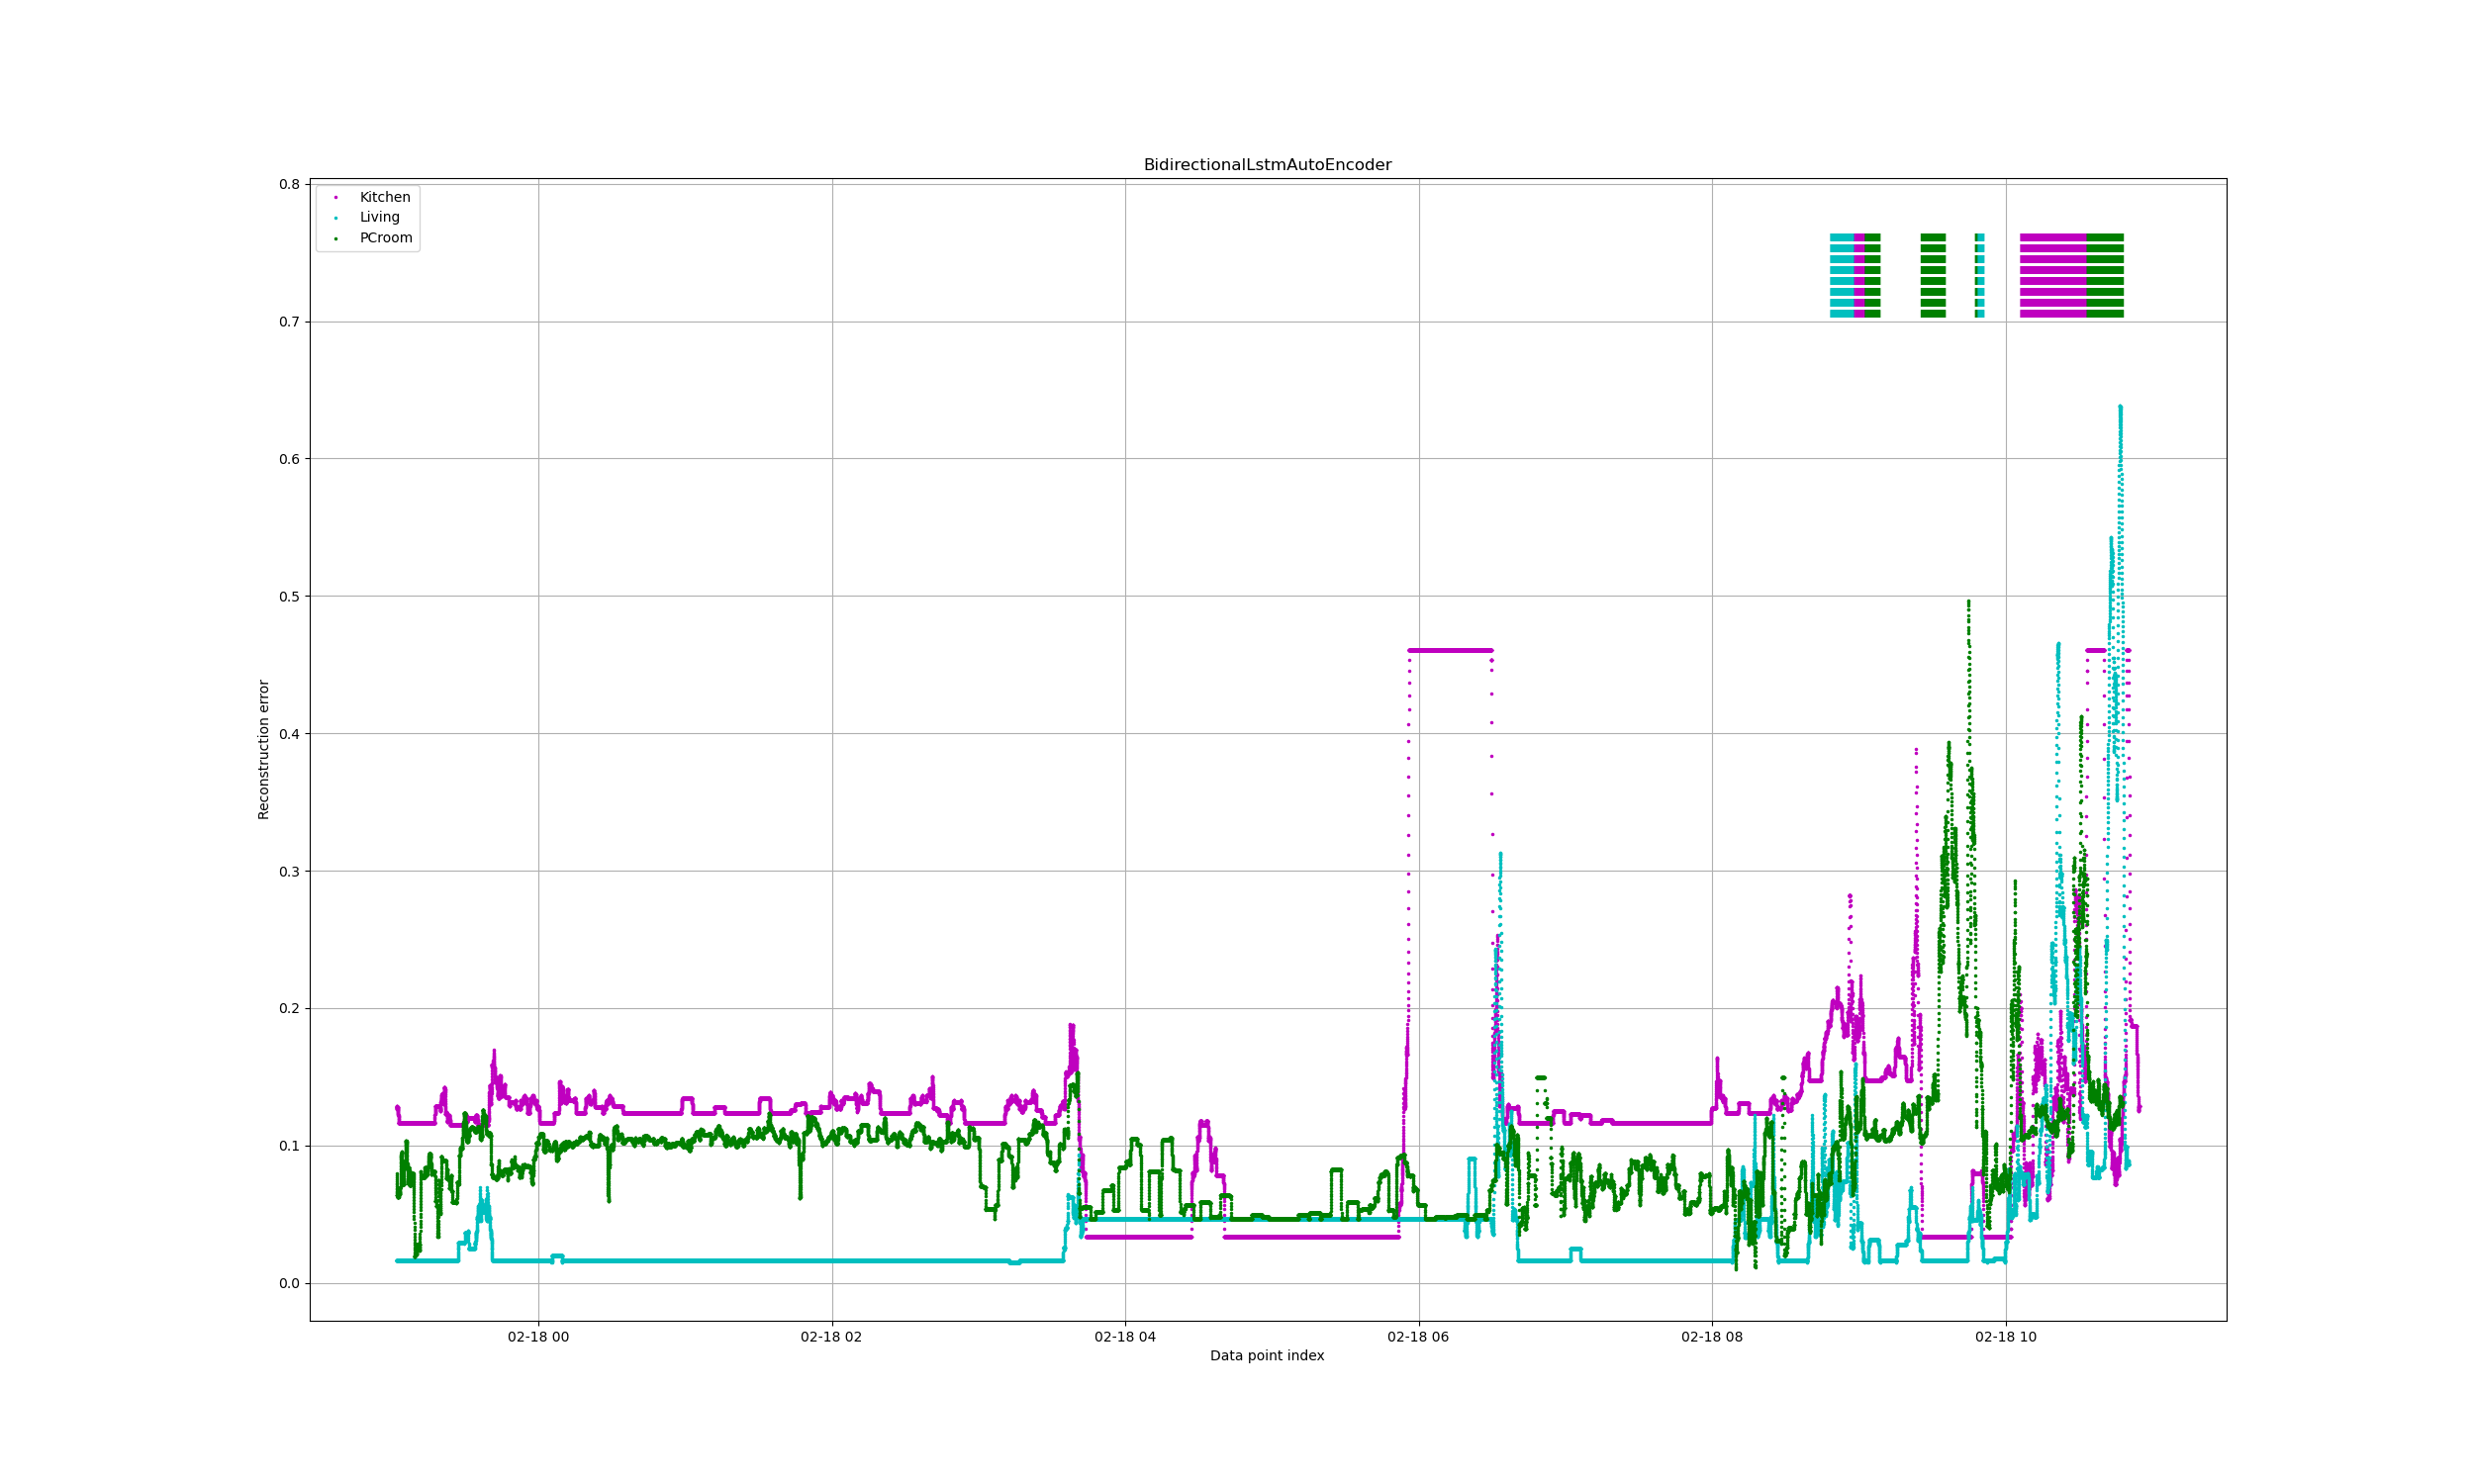 BidirectionalLstmAutoEncoder
Kitchen
Living
PCroom
0.8
0.7
0.6
0.5
0.4
0.3
0.2
0.1
0.0
Reconstruction error
02-18 00
02-18 02
02-18 04
02-18 06
02-18 08
02-18 10
Data point index